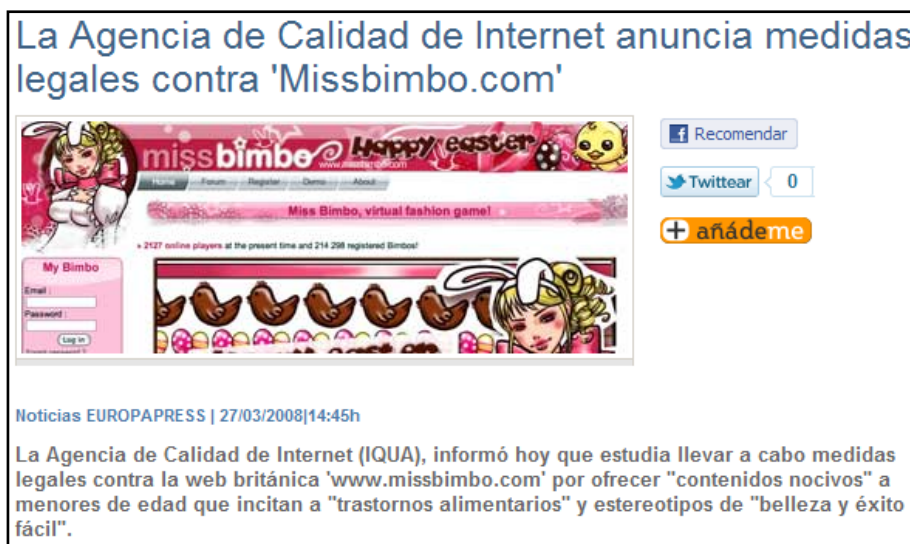 La Agencia de Calidad de Internet anuncia medidas
legales contra 'Missbimbo.com'
missbimbo
www.missbimbo.com
Happy easter
Home Forum Register Demo About
Miss Bimbo, virtual fashion game!
» 2127 online players at the present time and 214 298 registered Bimbos!
My Bimbo
Email :
Password :
Log in
Recomendar
Twittear 0
+ añádeme
Noticias EUROPAPRESS | 27/03/2008|14:45h
La Agencia de Calidad de Internet (IQUA), informó hoy que estudia llevar a cabo medidas
legales contra la web británica 'www.missbimbo.com' por ofrecer "contenidos nocivos" a
menores de edad que incitan a "trastornos alimentarios" y estereotipos de "belleza y éxito
fácil".